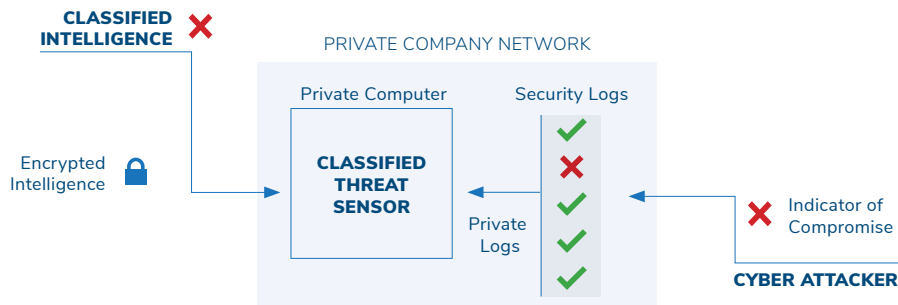 CLASSIFIED
INTELLIGENCE
PRIVATE COMPANY NETWORK
Private Computer
Security Logs
Encrypted
Intelligence
CLASSIFIED
THREAT
SENSOR
Private
Logs
Indicator of
Compromise
CYBER ATTACKER